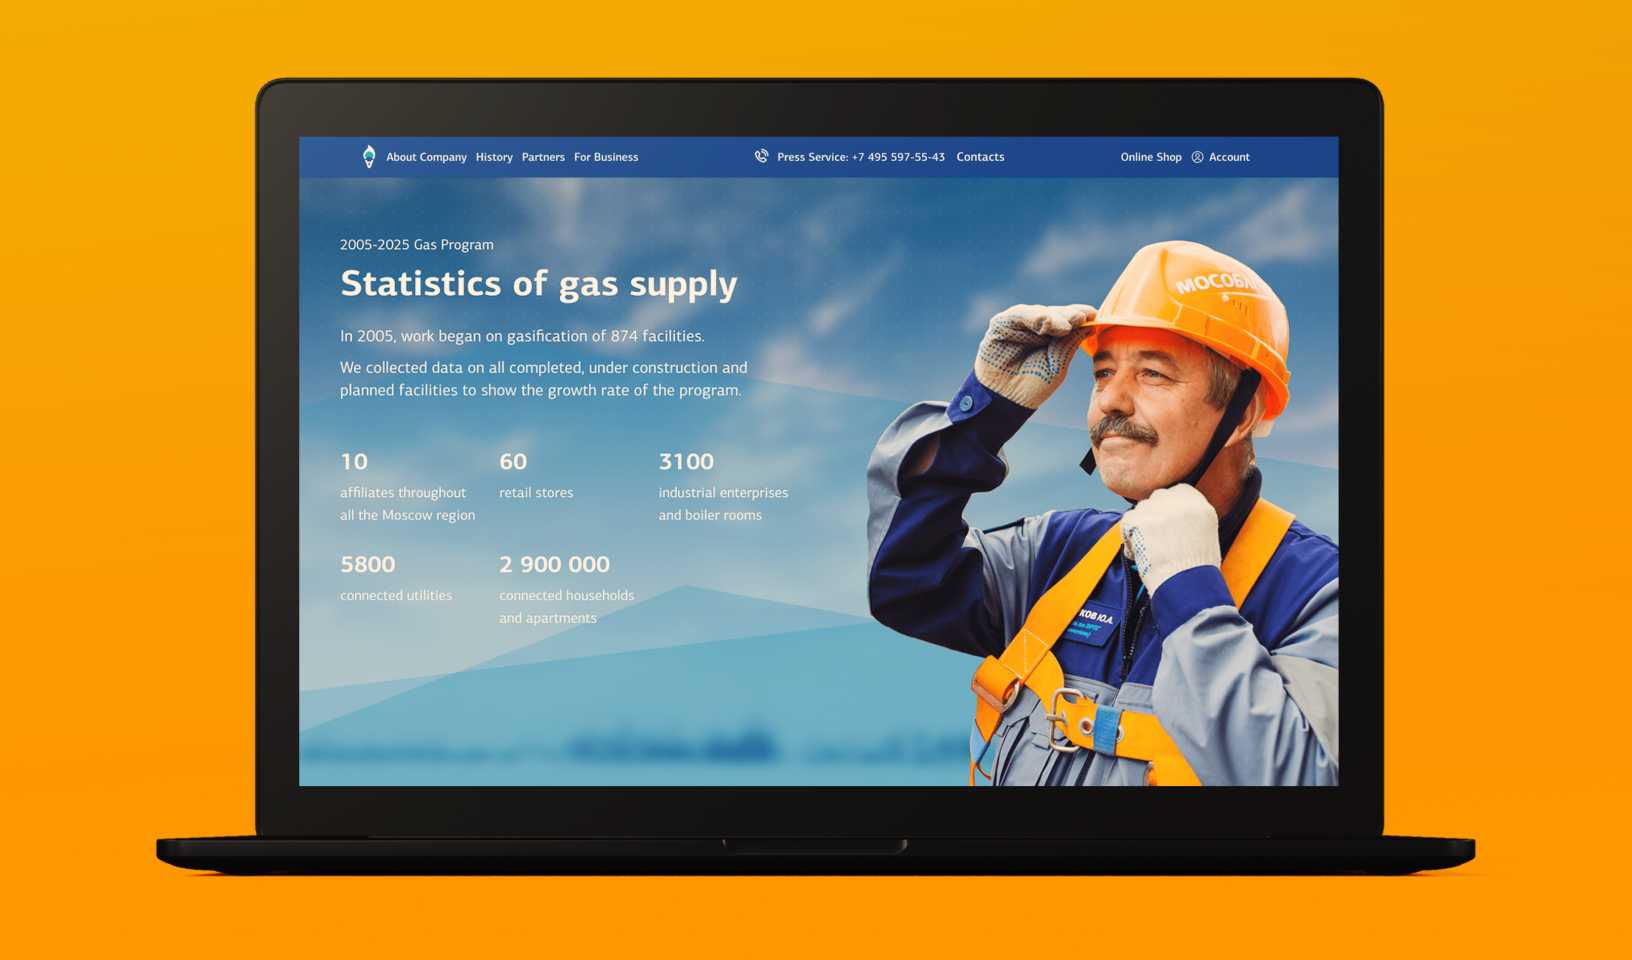 About Company History Partners For Business
Press Service: +7 495 597-55-43 Contacts
Online Shop Account
2005-2025 Gas Program
Statistics of gas supply
In 2005, work began on gasification of 874 facilities.
We collected data on all completed, under construction and
planned facilities to show the growth rate of the program.
10
affiliates throughout
all the Moscow region
60
retail stores
3100
industrial enterprises
and boiler rooms
5800
connected utilities
2 900 000
connected households
and apartments
МОСОБЛ
КОВ Ю.А.